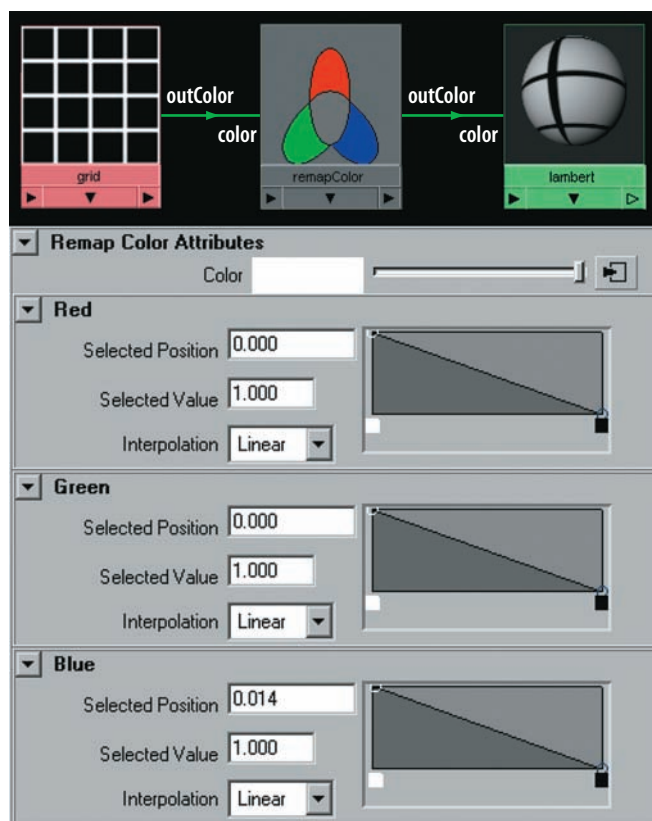 outColor
color
outColor
color
grid
remapColor
lambert
Remap Color Attributes
Color
Red
Selected Position 0.000
Selected Value 1.000
Interpolation Linear
Green
Selected Position 0.000
Selected Value 1.000
Interpolation Linear
Blue
Selected Position 0.014
Selected Value 1.000
Interpolation Linear